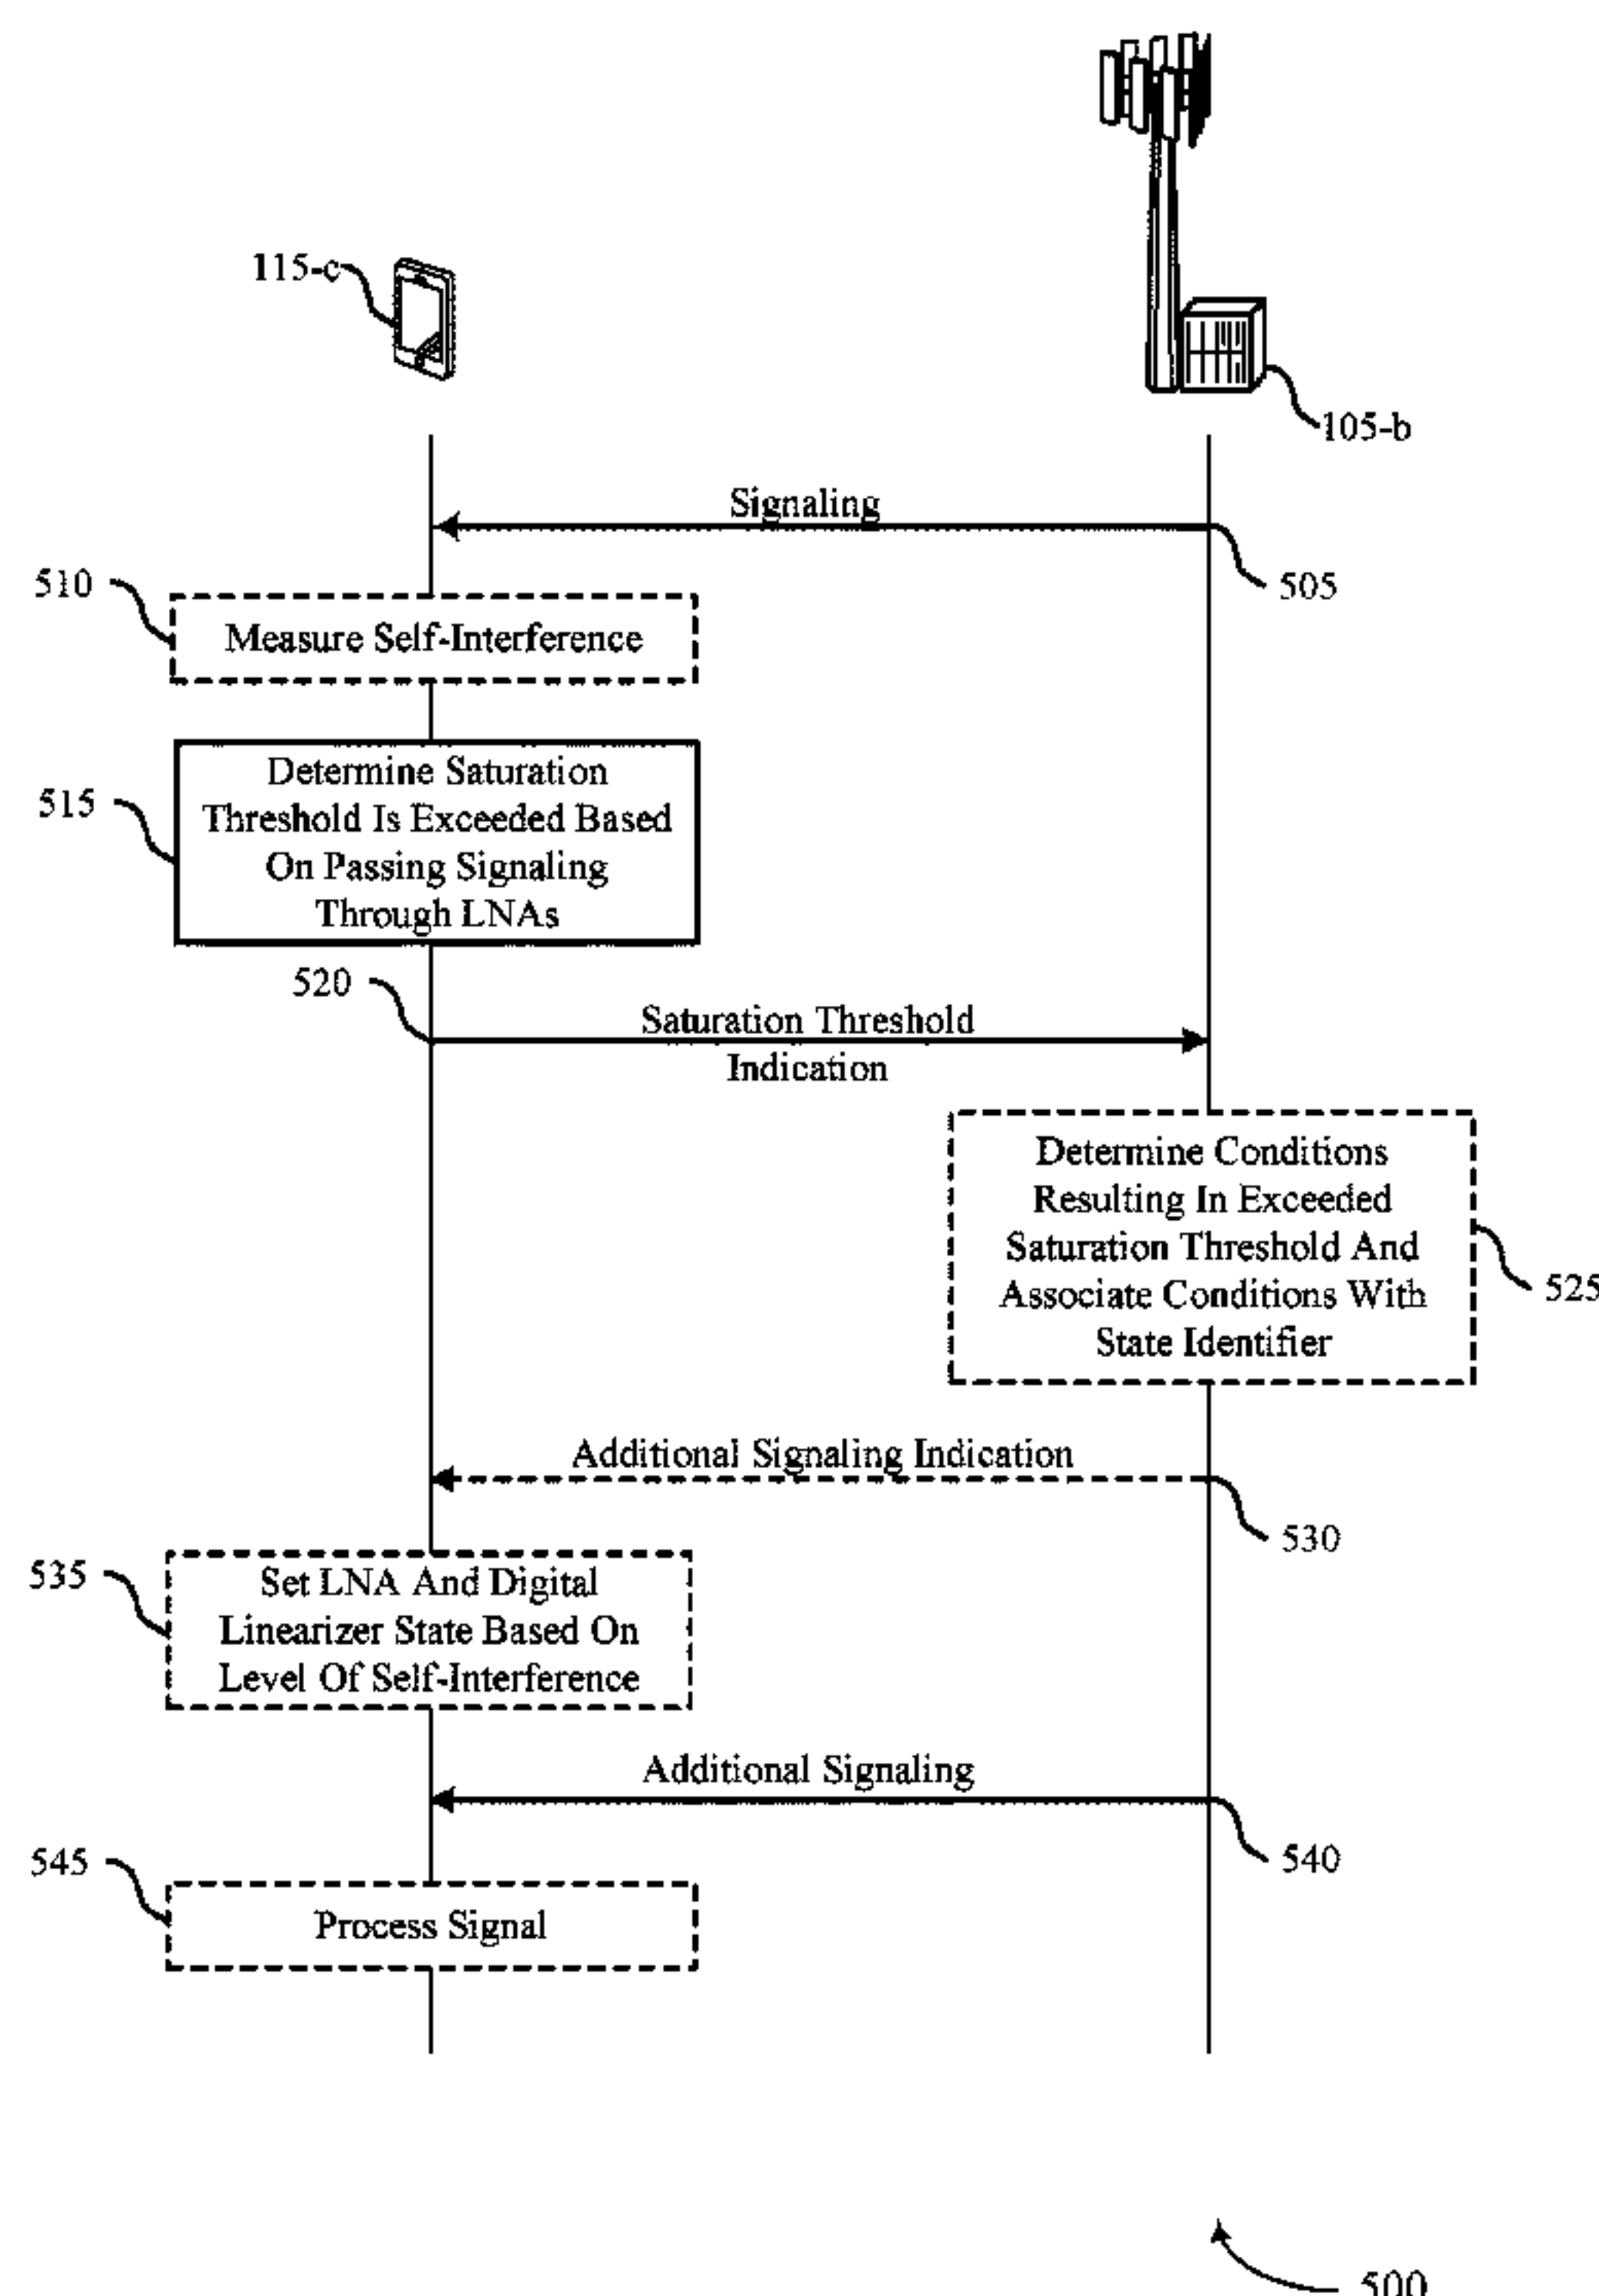 115-c
105-b
Signaling
505
510
Measure Self-Interference
515
Determine Saturation
Threshold Is Exceeded Based
On Passing Signaling
Through LNAs
520
Saturation Threshold
Indication
Determine Conditions
Resulting In Exceeded
Saturation Threshold And
Associate Conditions With
State Identifier
525
Additional Signaling Indication
530
535
Set LNA And Digital
Linearizer State Based On
Level Of Self-Interference
Additional Signaling
540
545
Process Signal
500